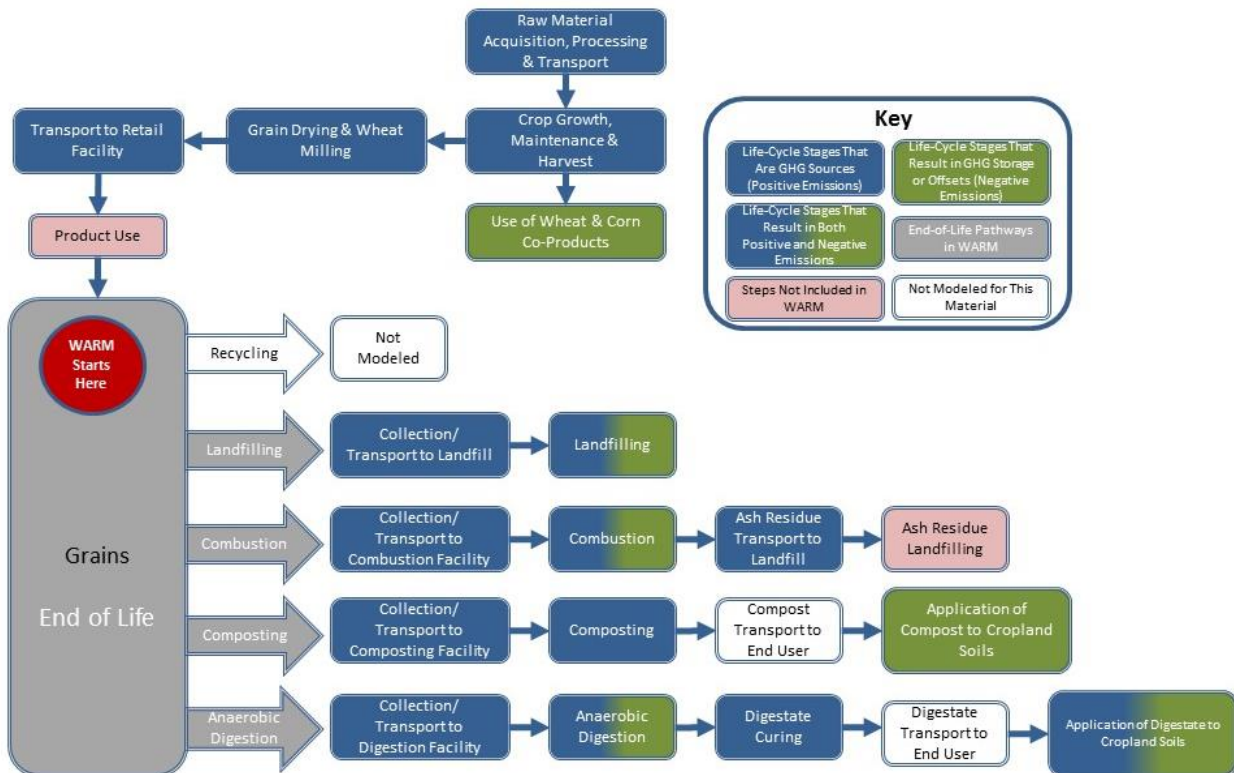 Raw Material
Acquisition, Processing
& Transport
Transport to Retail
Facility
Grain Drying & Wheat
Milling
Crop Growth,
Maintenance &
Harvest
Product Use
Use of Wheat & Corn
Co-Products
Key
Life-Cycle Stages That
Are GHG Sources
(Positive Emissions)
Life-Cycle Stages That
Result in GHG Storage
or Offsets (Negative
Emissions)
Life-Cycle Stages That
Result in Both
Positive and Negative
Emissions
End-of-Life Pathways
in WARM
Steps Not Included in
WARM
Not Modeled for This
Material
WARM
Starts
Here
Grains
End of Life
Recycling
Not
Modeled
Landfilling
Collection/
Transport to Landfill
Landfilling
Combustion
Collection/
Transport to
Combustion Facility
Combustion
Ash Residue
Transport to
Landfill
Ash Residue
Landfilling
Composting
Collection/
Transport to
Composting Facility
Composting
Compost
Transport to
End User
Application of
Compost to Cropland
Soils
Anaerobic
Digestion
Collection/
Transport to
Digestion Facility
Anaerobic
Digestion
Digestate
Curing
Digestate
Transport to
End User
Application of Digestate to
Cropland Soils